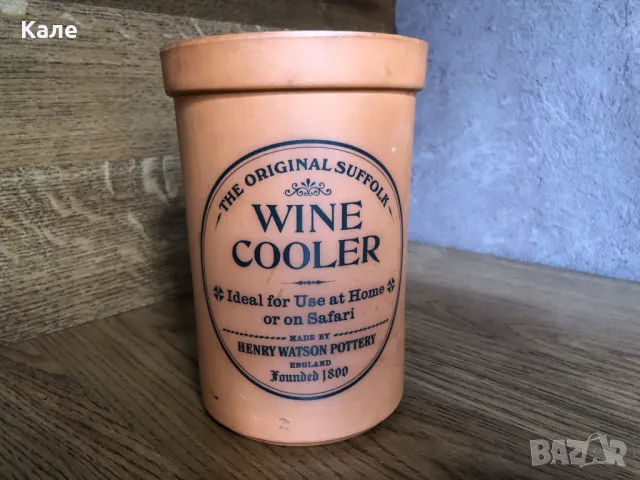 Кале
THE ORIGINAL SUFFOLK
WINE
COOLER
Ideal for Use at Home
or on Safari
MADE BY
HENRY WATSON POTTERY
ENGLAND
Founded 1800
BAZAR